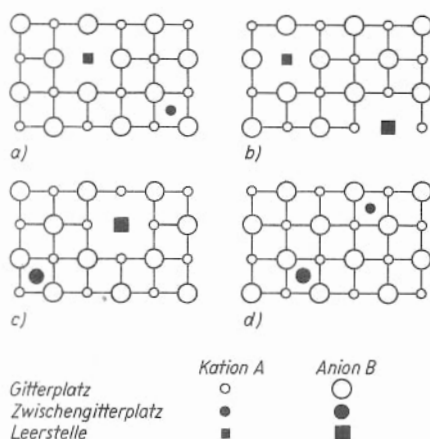 a)
b)
c)
d)
Kation A Anion B
Gitterplatz
Zwischengitterplatz
Leerstelle